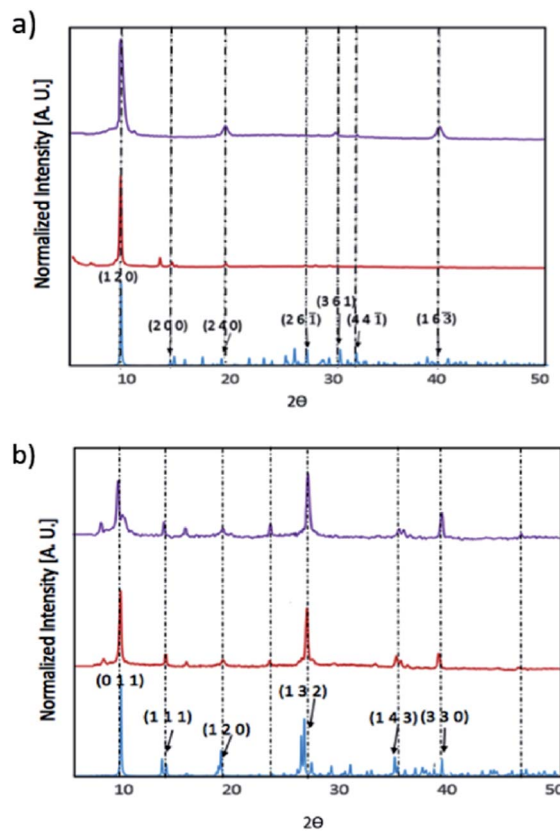 a)
Normalized Intensity [A. U.]
(1 2 0)
(2 0 0)
(2 4 0)
(2 6 1̅)
(3 6 1)
(4 4 1̅)
(1 6 3̅)
10 20 30 40 50
2Θ
b)
Normalized Intensity [A. U.]
(0 1 1)
(1 1 1)
(1 2 0)
(1 3 2)
(1 4 3)
(3 3 0)
10 20 30 40 50
2Θ